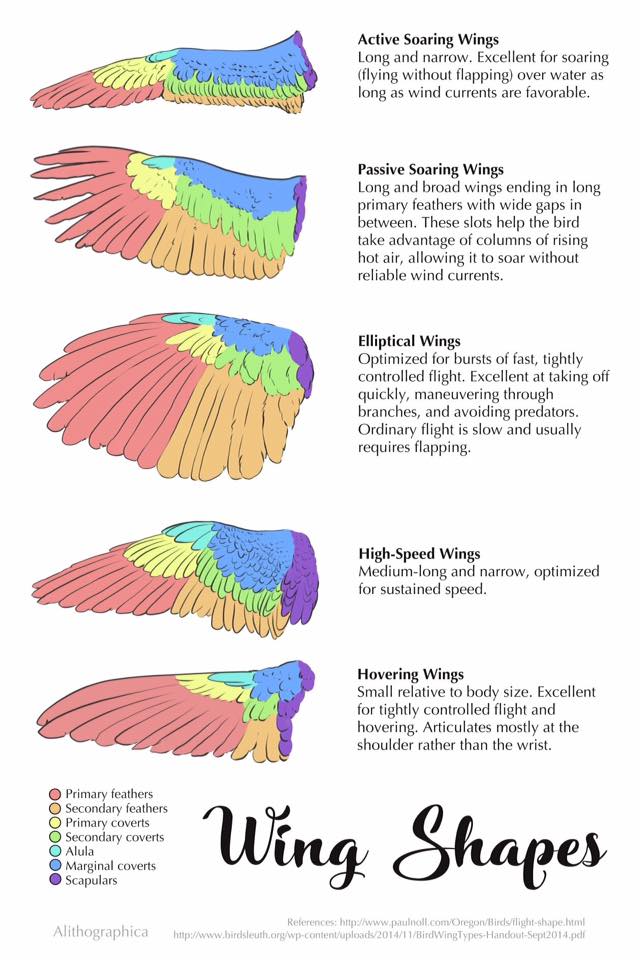 Active Soaring Wings
Long and narrow. Excellent for soaring
(flying without flapping) over water as
long as wind currents are favorable.
Passive Soaring Wings
Long and broad wings ending in long
primary feathers with wide gaps in
between. These slots help the bird
take advantage of columns of rising
hot air, allowing it to soar without
reliable wind currents.
Elliptical Wings
Optimized for bursts of fast, tightly
controlled flight. Excellent at taking off
quickly, maneuvering through
branches, and avoiding predators.
Ordinary flight is slow and usually
requires flapping.
High-Speed Wings
Medium-long and narrow, optimized
for sustained speed.
Hovering Wings
Small relative to body size. Excellent
for tightly controlled flight and
hovering. Articulates mostly at the
shoulder rather than the wrist.
Primary feathers
Secondary feathers
Primary coverts
Secondary coverts
Alula
Marginal coverts
Scapulars
Wing Shapes
Alithographica
References: http://www.paulnoll.com/Oregon/Birds/flight-shape.html
http://www.birdsleuth.org/wp-content/uploads/2014/11/BirdWingTypes-Handout-Sept2014.pdf